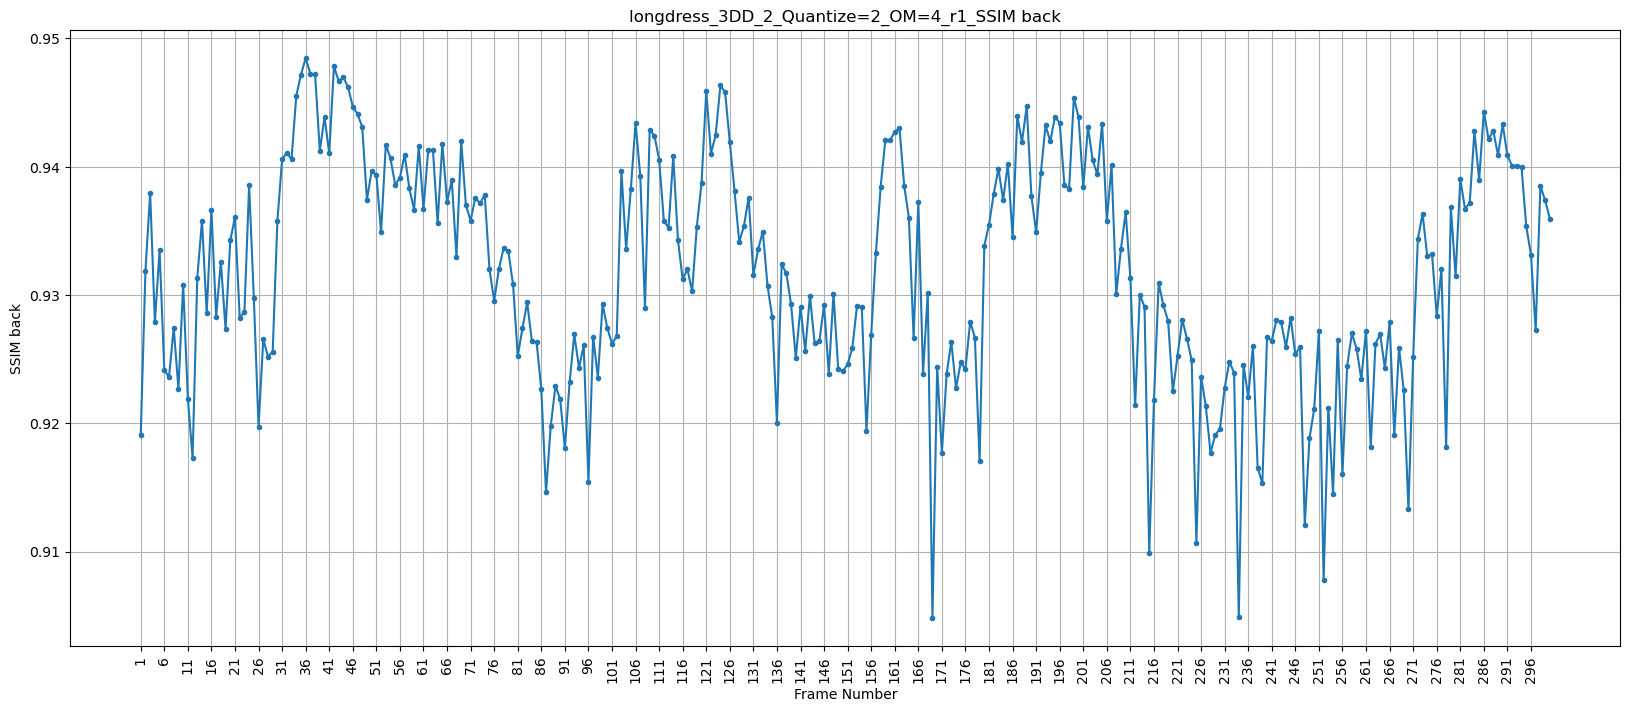 longdress_3DD_2_Quantize=2_OM=4_r1_SSIM back
SSIM back
0.95
0.94
0.93
0.92
0.91
1 6 11 16 21 26 31 36 41 46 51 56 61 66 71 76 81 86 91 96 101 106 111 116 121 126 131 136 141 146 151 156 161 166 171 176 181 186 191 196 201 206 211 216 221 226 231 236 241 246 251 256 261 266 271 276 281 286 291 296
Frame Number